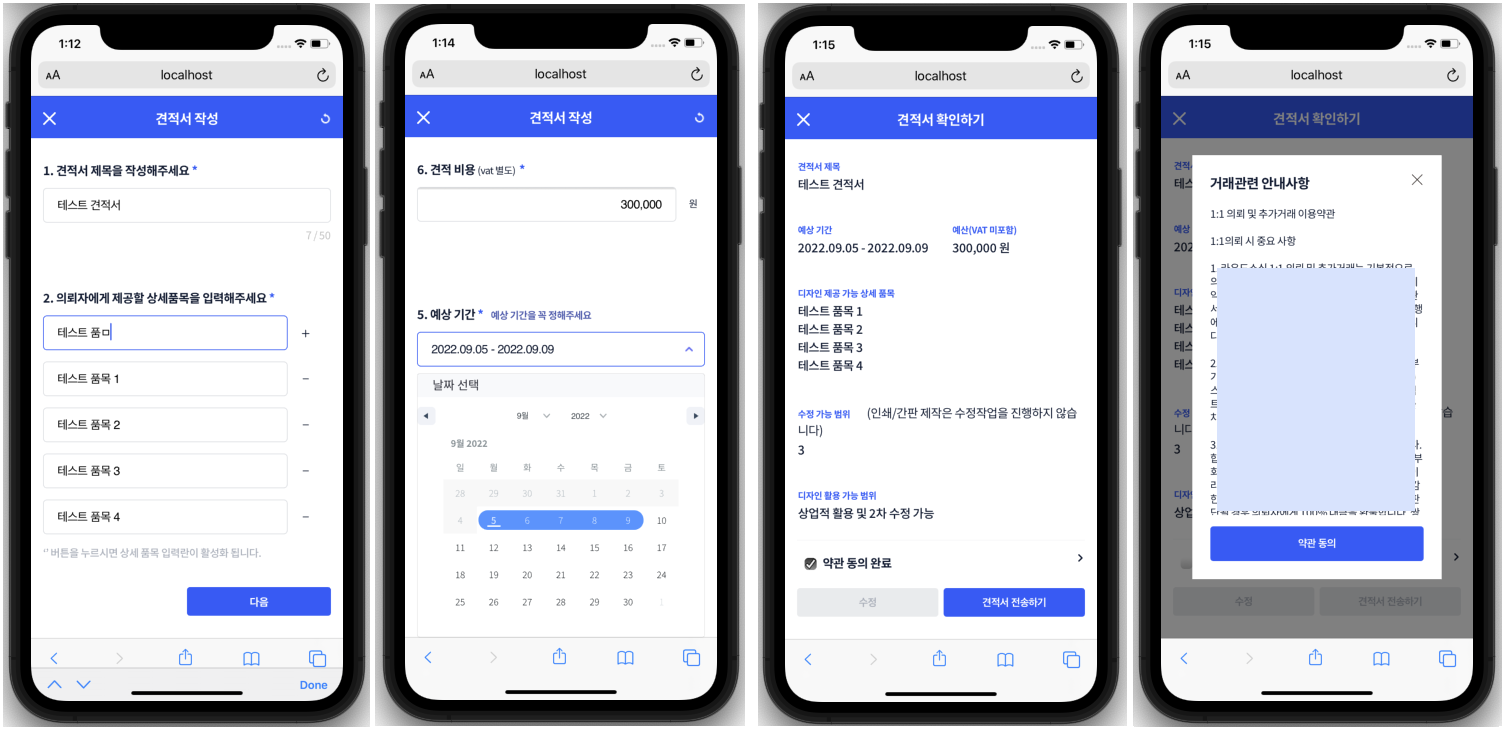 1:12
AA
localhost
견적서 작성
1. 견적서 제목을 작성해주세요 *
테스트 견적서
7 / 50
2. 의뢰자에게 제공할 상세품목을 입력해주세요 *
테스트 품ㅁ
+
테스트 품목 1
–
테스트 품목 2
–
테스트 품목 3
–
테스트 품목 4
–
'' 버튼을 누르시면 상세 품목 입력란이 활성화 됩니다.
다음
Done
1:14
AA
localhost
견적서 작성
6. 견적 비용 (vat 별도) *
300,000 원
5. 예상 기간 * 예상 기간을 꼭 정해주세요
2022.09.05 - 2022.09.09
날짜 선택
9월 2022
9월 2022
일 월 화 수 목 금 토
28 29 30 31 1 2 3
4 5 6 7 8 9 10
11 12 13 14 15 16 17
18 19 20 21 22 23 24
25 26 27 28 29 30 1
1:15
AA
localhost
견적서 확인하기
견적서 제목
테스트 견적서
예상 기간 예산(VAT 미포함)
2022.09.05 - 2022.09.09 300,000 원
디자인 제공 가능 상세 품목
테스트 품목 1
테스트 품목 2
테스트 품목 3
테스트 품목 4
수정 가능 범위 (인쇄/간판 제작은 수정작업을 진행하지 않습
니다)
3
디자인 활용 가능 범위
상업적 활용 및 2차 수정 가능
약관 동의 완료
수정
견적서 전송하기
1:15
AA
localhost
견적서 확인하기
거래관련 안내사항
1:1 의뢰 및 추가거래 이용약관
1:1의뢰 시 중요 사항
약관 동의
수정
견적서 전송하기